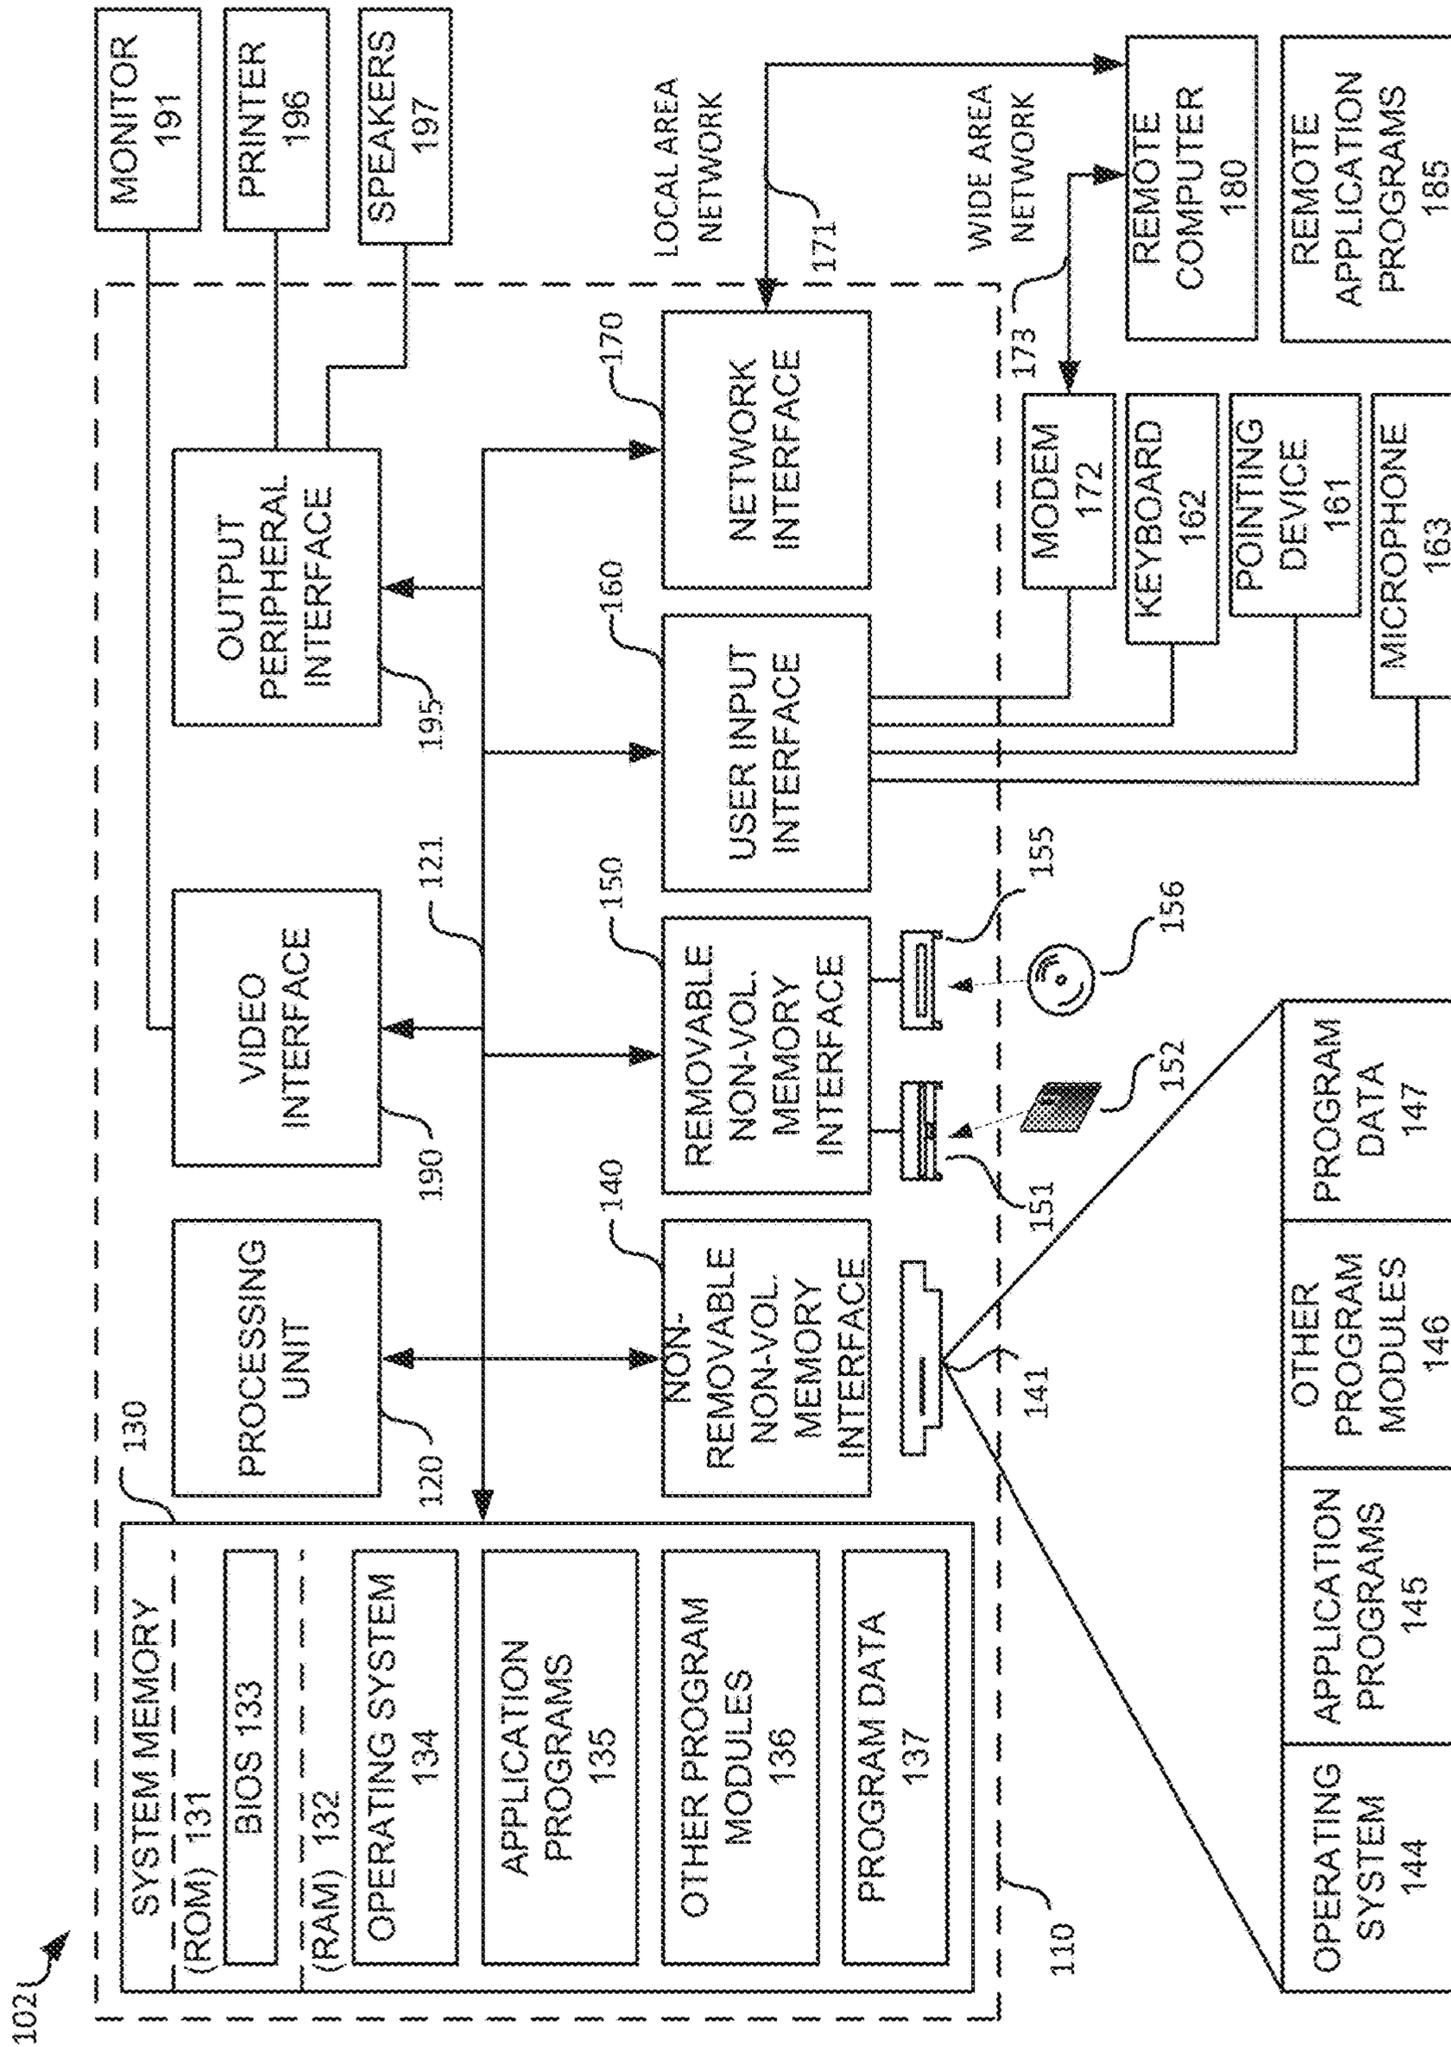 102
SYSTEM MEMORY
(ROM) 131
BIOS 133
(RAM) 132
OPERATING SYSTEM
134
APPLICATION
PROGRAMS
135
OTHER PROGRAM
MODULES
136
PROGRAM DATA
137
130
PROCESSING
UNIT
120
VIDEO
INTERFACE
190
121
OUTPUT
PERIPHERAL
INTERFACE
195
MONITOR
191
PRINTER
196
SPEAKERS
197
140
NON-
REMOVABLE
NON-VOL.
MEMORY
INTERFACE
150
REMOVABLE
NON-VOL.
MEMORY
INTERFACE
160
USER INPUT
INTERFACE
170
NETWORK
INTERFACE
LOCAL AREA
NETWORK
171
WIDE AREA
NETWORK
173
110
141
151
152
155
156
MODEM
172
KEYBOARD
162
POINTING
DEVICE
161
MICROPHONE
163
REMOTE
COMPUTER
180
REMOTE
APPLICATION
PROGRAMS
185
OPERATING
SYSTEM
144
APPLICATION
PROGRAMS
145
OTHER
PROGRAM
MODULES
146
PROGRAM
DATA
147